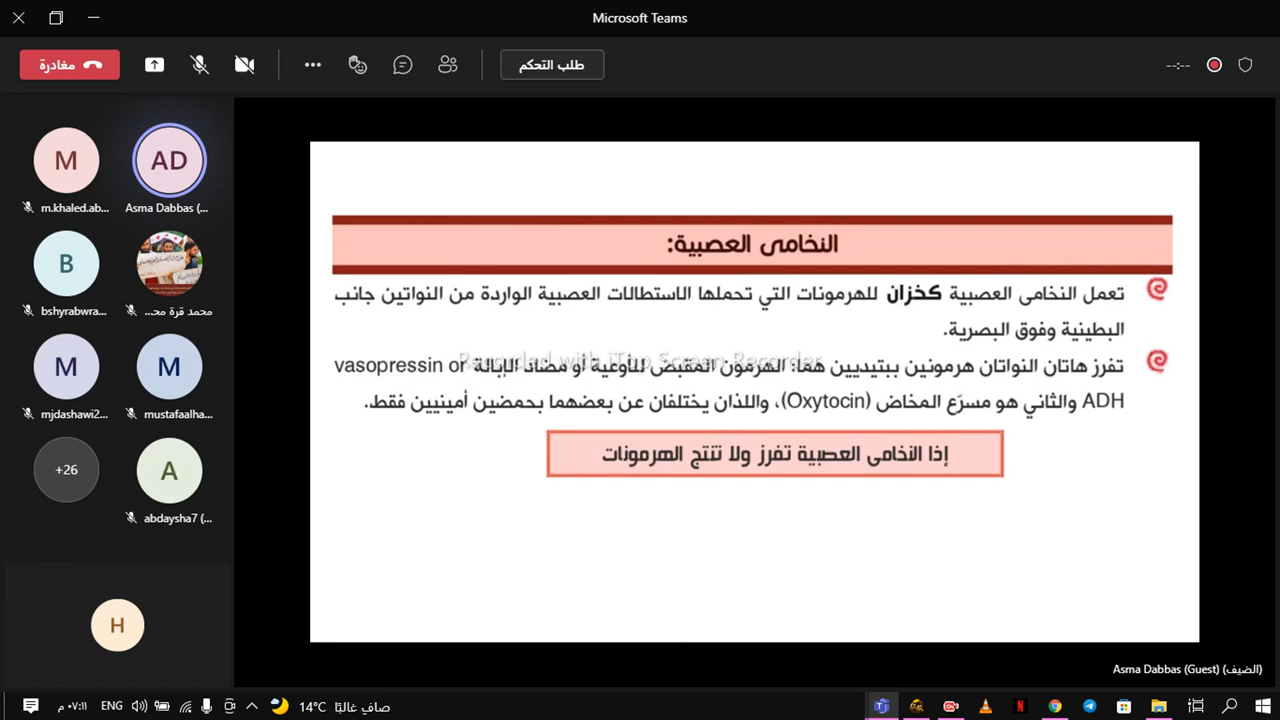 Microsoft Teams
مغادرة
طلب التحكم
--:--
M
AD
m.khaled.ab...
Asma Dabbas (...
B
bshyrabwra...
محمد قرة مح...
M
M
mjdashawi2...
mustafaalha...
+26
A
abdaysha7 (...
H
النخامى العصبية:
تعمل النخامى العصبية كخزان للهرمونات التي تحملها الاستطالات العصبية الواردة من النواتين جانب
البطينية وفوق البصرية.
Recorded with iTop Screen Recorder
تفرز هاتان النواتان هرمونين ببتيديين هما: الهرمون المقبض للأوعية أو مضاد الإبالة vasopressin or
ADH والثاني هو مسرّع المخاض (Oxytocin)، واللذان يختلفان عن بعضهما بحمضين أمينيين فقط.
إذا النخامى العصبية تفرز ولا تنتج الهرمونات
Asma Dabbas (Guest) (الضيف)
ENG
٠٧:١١ م
14°C صافٍ غالبًا